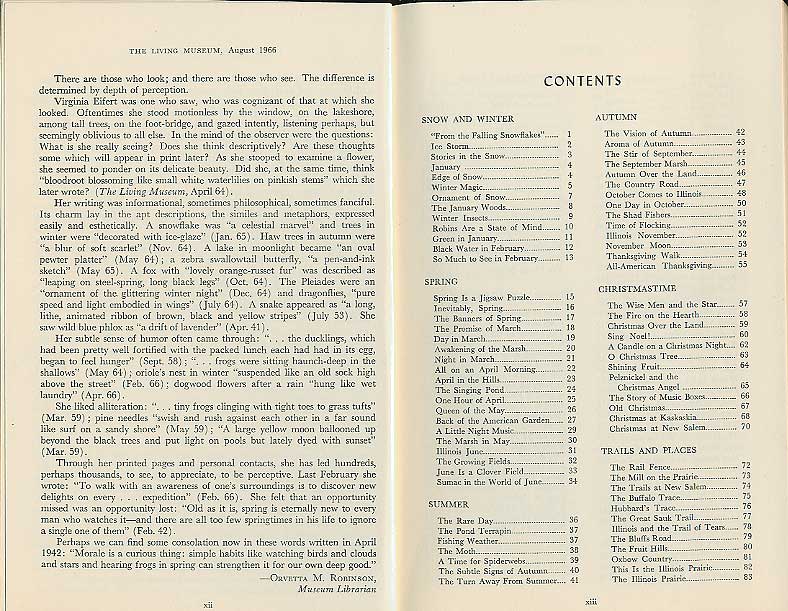 THE LIVING MUSEUM, August 1966
There are those who look; and there are those who see. The difference is
determined by depth of perception.
Virginia Eifert was one who saw, who was cognizant of that at which she
looked. Oftentimes she stood motionless by the window, on the lakeshore,
among tall trees, on the foot-bridge, and gazed intently, listening perhaps, but
seemingly oblivious to all else. In the mind of the observer were the questions:
What is she really seeing? Does she think descriptively? Are these thoughts
some which will appear in print later? As she stooped to examine a flower,
she seemed to ponder on its delicate beauty. Did she, at the same time, think
"bloodroot blossoming like small white waterlilies on pinkish stems" which she
later wrote? (The Living Museum, April 64).
Her writing was informational, sometimes philosophical, sometimes fanciful.
Its charm lay in the apt descriptions, the similes and metaphors, expressed
easily and esthetically. A snowflake was "a celestial marvel" and trees in
winter were "decorated with ice-glaze" (Jan. 65). Haw trees in autumn were
"a blur of soft scarlet" (Nov. 64). A lake in moonlight became "an oval
pewter platter" (May 64); a zebra swallowtail butterfly, "a pen-and-ink
sketch" (May 65). A fox with "lovely orange-russet fur" was described as
"leaping on steel-spring, long black legs" (Oct. 64). The Pleiades were an
"ornament of the glittering winter night" (Dec. 64) and dragonflies, "pure
speed and light embodied in wings" (July 64). A snake appeared as "a long,
lithe, animated ribbon of brown, black and yellow stripes" (July 53). She
saw wild blue phlox as "a drift of lavender" (Apr. 41).
Her subtle sense of humor often came through: ". . . the ducklings, which
had been pretty well fortified with the packed lunch each had had in its egg,
began to feel hunger" (Sept. 58); ". . . frogs were sitting haunch-deep in the
shallows" (May 64); oriole's nest in winter "suspended like an old sock high
above the street" (Feb. 66); dogwood flowers after a rain "hung like wet
laundry" (Apr. 66).
She liked alliteration: ". . . tiny frogs clinging with tight toes to grass tufts"
(Mar. 59); pine needles "swish and rush against each other in a far sound
like surf on a sandy shore" (May 59); "A large yellow moon ballooned up
beyond the black trees and put light on pools but lately dyed with sunset"
(Mar. 59).
Through her printed pages and personal contacts, she has led hundreds,
perhaps thousands, to see, to appreciate, to be perceptive. Last February she
wrote: "To walk with an awareness of one's surroundings is to discover new
delights on every . . . expedition" (Feb. 66). She felt that an opportunity
missed was an opportunity lost: "Old as it is, spring is eternally new to every
man who watches it—and there are all too few springtimes in his life to ignore
a single one of them" (Feb. 42).
Perhaps we can find some consolation now in these words written in April
1942: "Morale is a curious thing: simple habits like watching birds and clouds
and stars and hearing frogs in spring can strengthen it for our own deep good."
—ORVETTA M. ROBINSON,
Museum Librarian
xii
CONTENTS
SNOW AND WINTER
"From the Falling Snowflakes"...... 1
Ice Storm...... 2
Stories in the Snow...... 3
January...... 4
Edge of Snow...... 4
Winter Magic...... 5
Ornament of Snow...... 7
The January Woods...... 8
Winter Insects...... 9
Robins Are a State of Mind...... 10
Green in January...... 11
Black Water in February...... 12
So Much to See in February...... 13
SPRING
Spring Is a Jigsaw Puzzle...... 15
Inevitably, Spring...... 16
The Banners of Spring...... 17
The Promise of March...... 18
Day in March...... 19
Awakening of the Marsh...... 20
Night in March...... 21
All on an April Morning...... 22
April in the Hills...... 23
The Singing Pond...... 24
One Hour of April...... 25
Queen of the May...... 26
Back of the American Garden...... 27
A Little Night Music...... 29
The Marsh in May...... 30
Illinois June...... 31
The Growing Fields...... 32
June Is a Clover Field...... 33
Sumac in the World of June...... 34
SUMMER
The Rare Day...... 36
The Pond Terrapin...... 37
Fishing Weather...... 37
The Moth...... 38
A Time for Spiderwebs...... 39
The Subtle Signs of Autumn...... 40
The Turn Away From Summer...... 41
AUTUMN
The Vision of Autumn...... 42
Aroma of Autumn...... 43
The Stir of September...... 44
The September Marsh...... 45
Autumn Over the Land...... 46
The Country Road...... 47
October Comes to Illinois...... 48
One Day in October...... 50
The Shad Fishers...... 51
Time of Flocking...... 52
Illinois November...... 52
November Moon...... 53
Thanksgiving Walk...... 54
All-American Thanksgiving...... 55
CHRISTMASTIME
The Wise Men and the Star...... 57
The Fire on the Hearth...... 58
Christmas Over the Land...... 59
Sing Noel!...... 60
A Candle on a Christmas Night...... 62
O Christmas Tree...... 63
Shining Fruit...... 64
Pelznickel and the
Christmas Angel...... 65
The Story of Music Boxes...... 66
Old Christmas...... 67
Christmas at Kaskaskia...... 68
Christmas at New Salem...... 70
TRAILS AND PLACES
The Rail Fence...... 72
The Mill on the Prairie...... 73
The Trails at New Salem...... 74
The Buffalo Trace...... 75
Hubbard's Trace...... 76
The Great Sauk Trail...... 77
Illinois and the Trail of Tears...... 78
The Bluffs Road...... 79
The Fruit Hills...... 80
Oxbow Country...... 81
This Is the Illinois Prairie...... 82
The Illinois Prairie...... 83
xiii